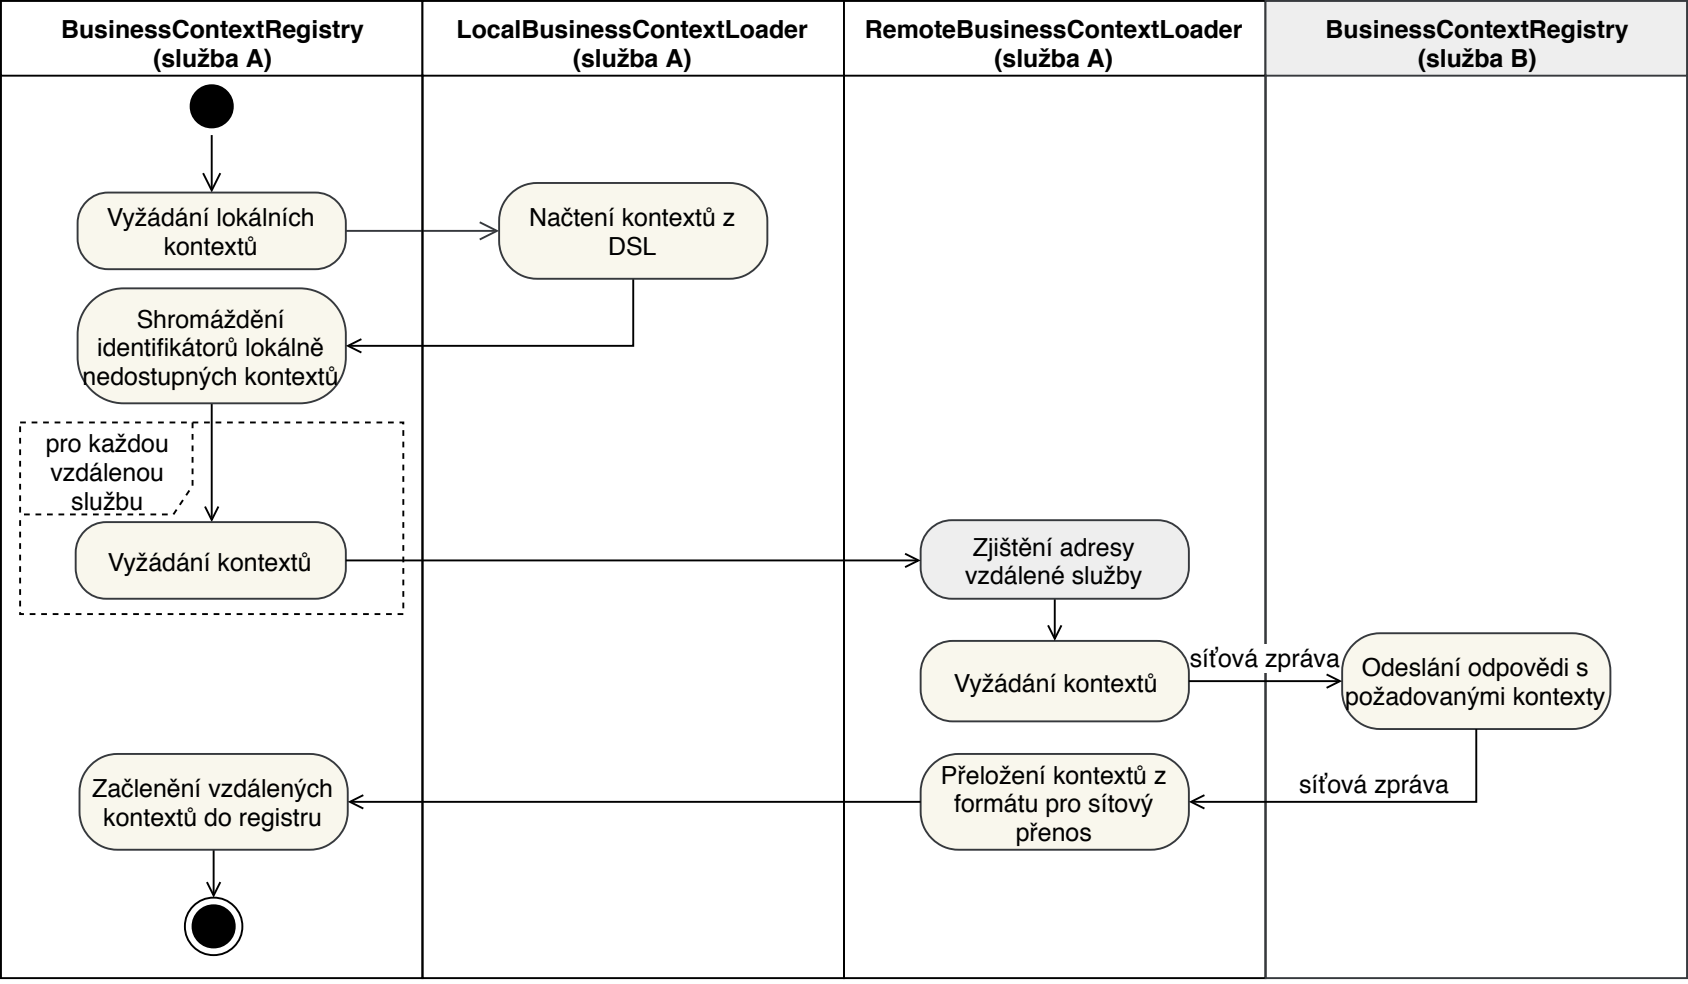 BusinessContextRegistry
(služba A)
LocalBusinessContextLoader
(služba A)
RemoteBusinessContextLoader
(služba A)
BusinessContextRegistry
(služba B)
Vyžádání lokálních
kontextů
Načtení kontextů z
DSL
Shromáždění
identifikátorů lokálně
nedostupných kontextů
pro každou
vzdálenou
službu
Vyžádání kontextů
Zjištění adresy
vzdálené služby
Vyžádání kontextů
síťová zpráva
Odeslání odpovědi s
požadovanými kontexty
síťová zpráva
Přeložení kontextů z
formátu pro sítový
přenos
Začlenění vzdálených
kontextů do registru